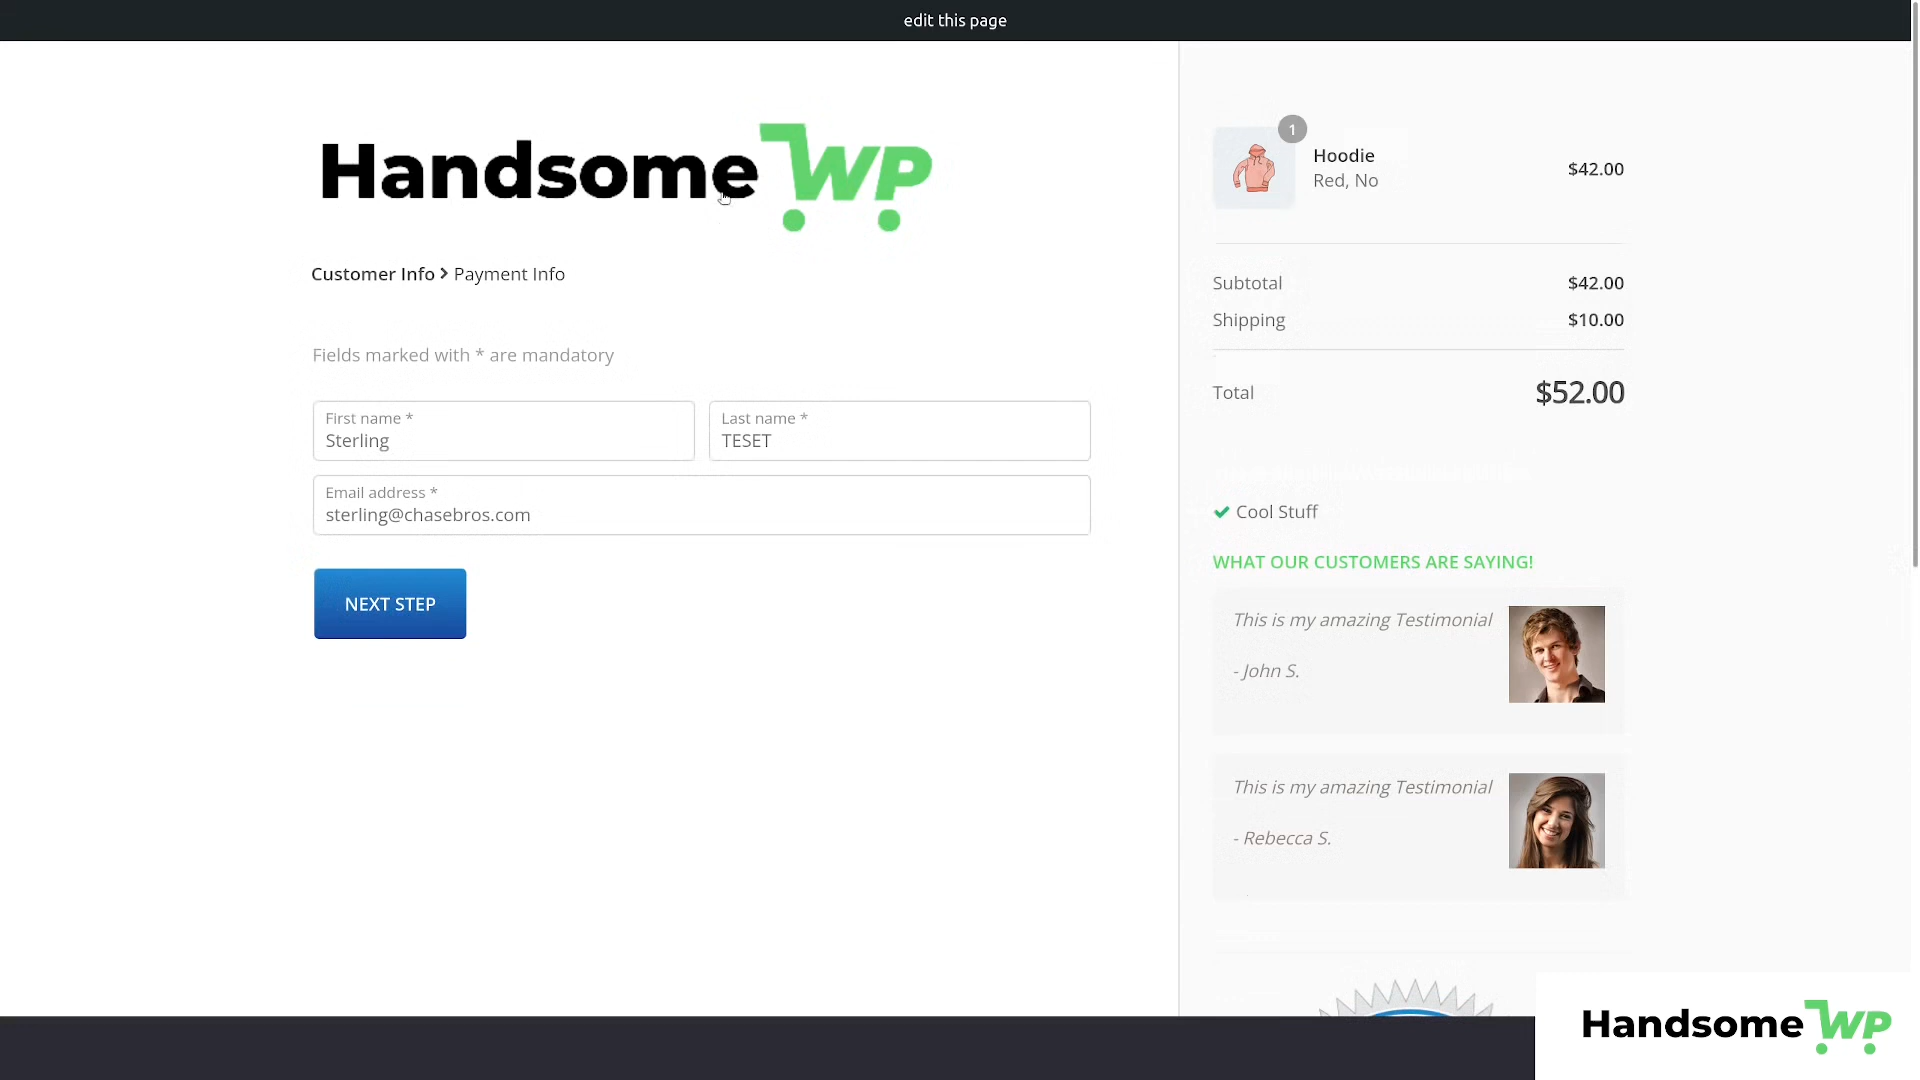 edit this page
Handsome WP
Customer Info > Payment Info
Fields marked with * are mandatory
First name *
Sterling
Last name *
TESET
Email address *
sterling@chasebros.com
NEXT STEP
1
Hoodie
Red, No
$42.00
Subtotal $42.00
Shipping $10.00
Total $52.00
Cool Stuff
WHAT OUR CUSTOMERS ARE SAYING!
This is my amazing Testimonial
- John S.
This is my amazing Testimonial
- Rebecca S.
Handsome WP